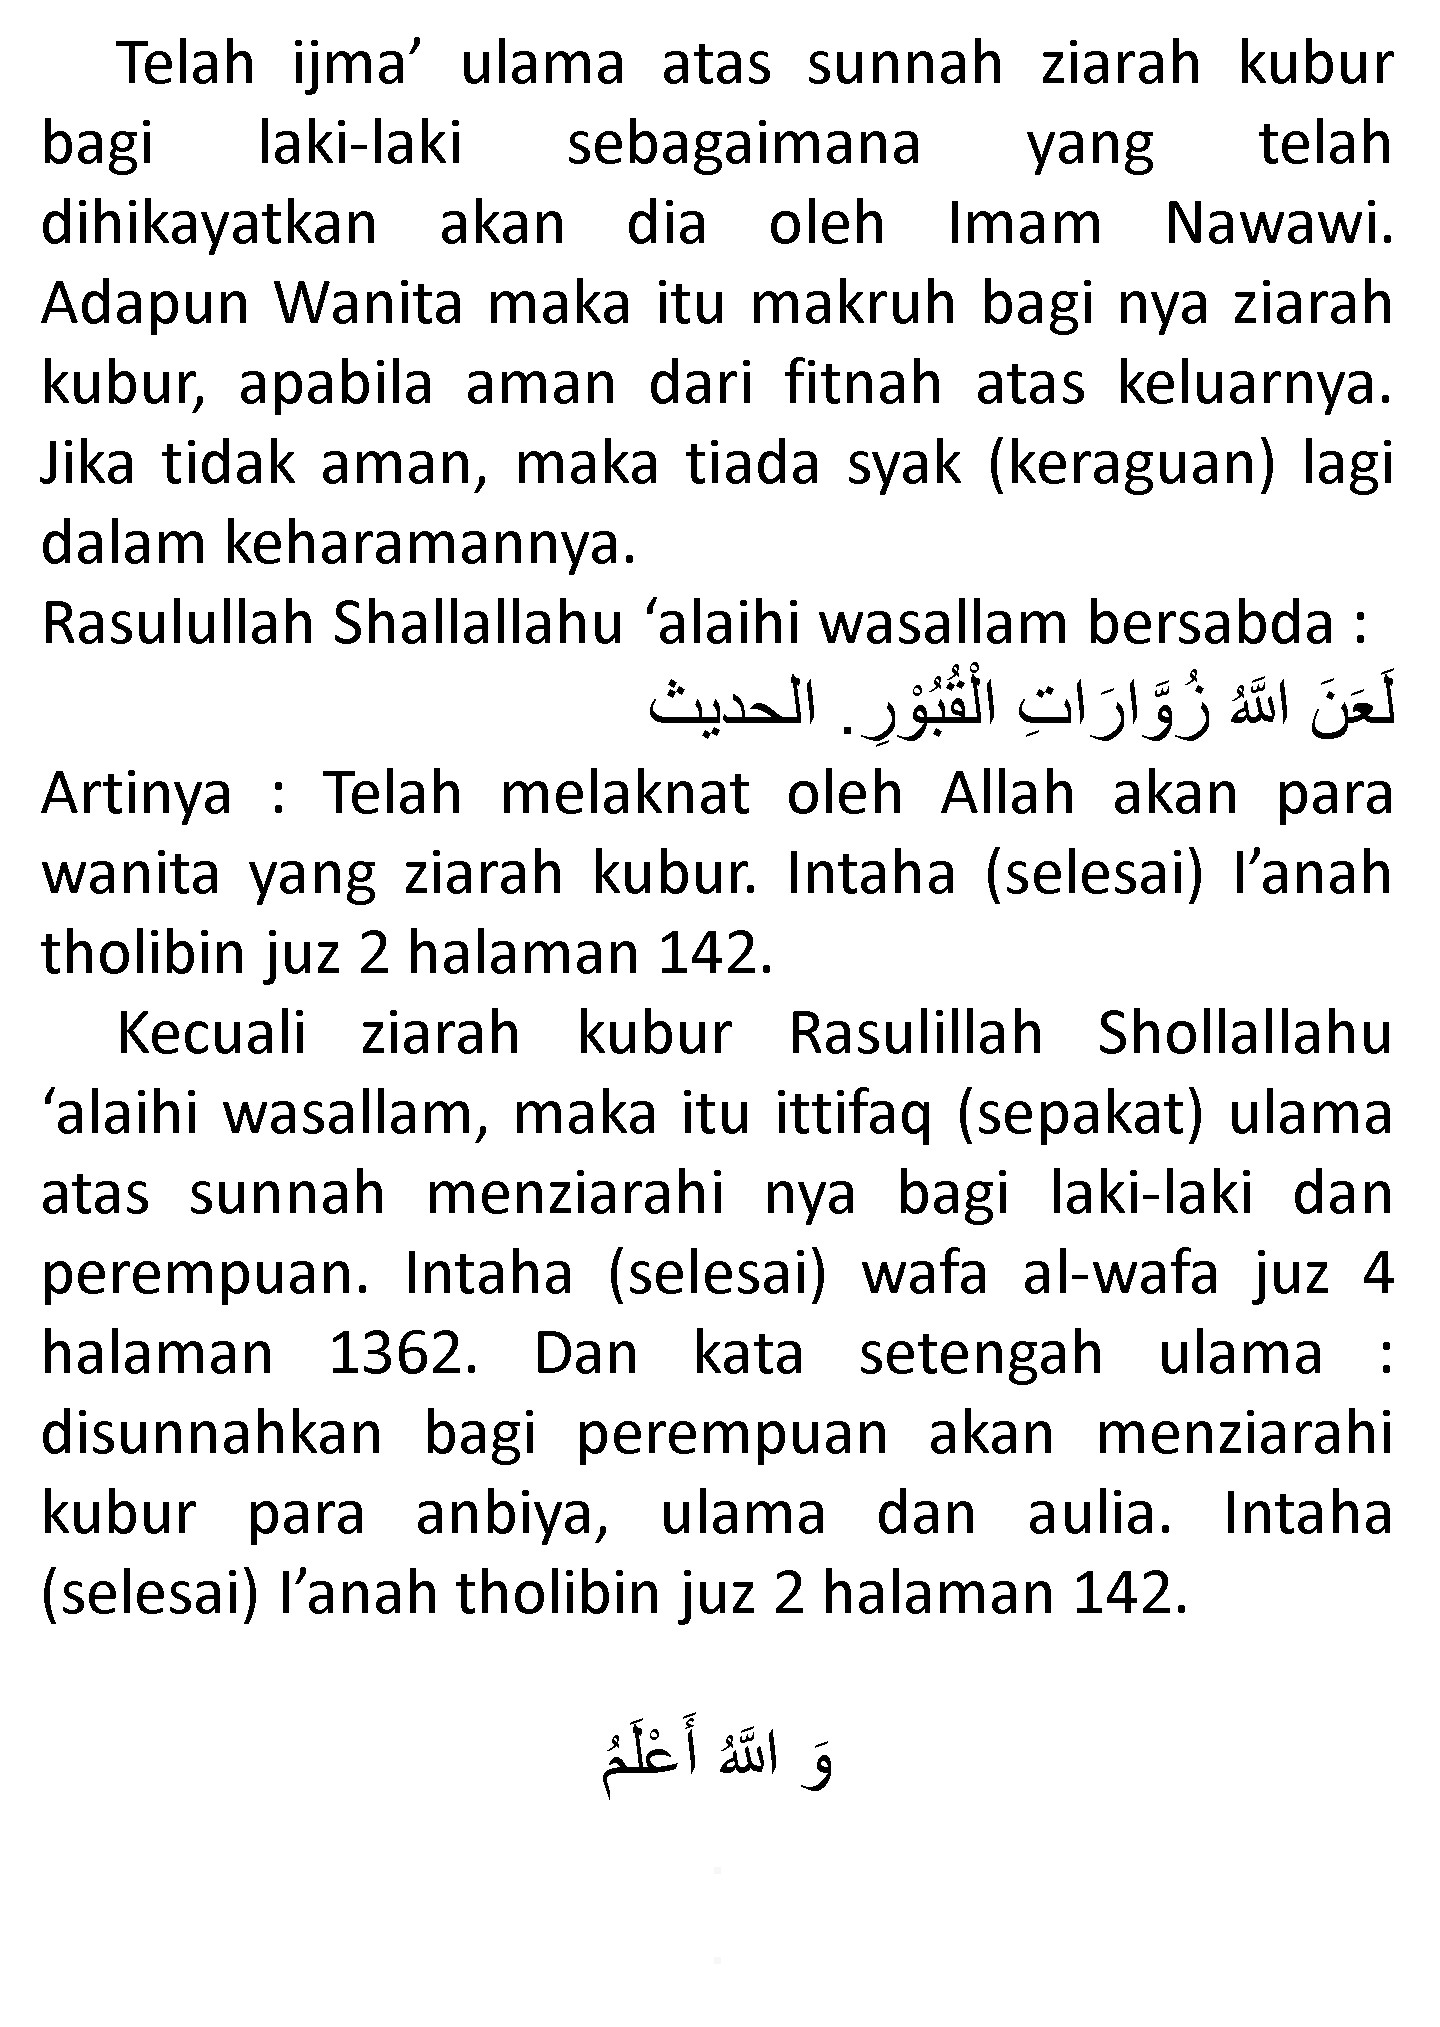 Telah ijma’ ulama atas sunnah ziarah kubur
bagi laki-laki sebagaimana yang telah
dihikayatkan akan dia oleh Imam Nawawi.
Adapun Wanita maka itu makruh bagi nya ziarah
kubur, apabila aman dari fitnah atas keluarnya.
Jika tidak aman, maka tiada syak (keraguan) lagi
dalam keharamannya.
Rasulullah Shallallahu ‘alaihi wasallam bersabda :
لَعَنَ اللَّهُ زُوَّارَاتِ الْقُبُوْرِ. الحديث
Artinya : Telah melaknat oleh Allah akan para
wanita yang ziarah kubur. Intaha (selesai) I’anah
tholibin juz 2 halaman 142.
Kecuali ziarah kubur Rasulillah Shollallahu
‘alaihi wasallam, maka itu ittifaq (sepakat) ulama
atas sunnah menziarahi nya bagi laki-laki dan
perempuan. Intaha (selesai) wafa al-wafa juz 4
halaman 1362. Dan kata setengah ulama :
disunnahkan bagi perempuan akan menziarahi
kubur para anbiya, ulama dan aulia. Intaha
(selesai) I’anah tholibin juz 2 halaman 142.
وَ اللَّهُ أَعْلَمُ